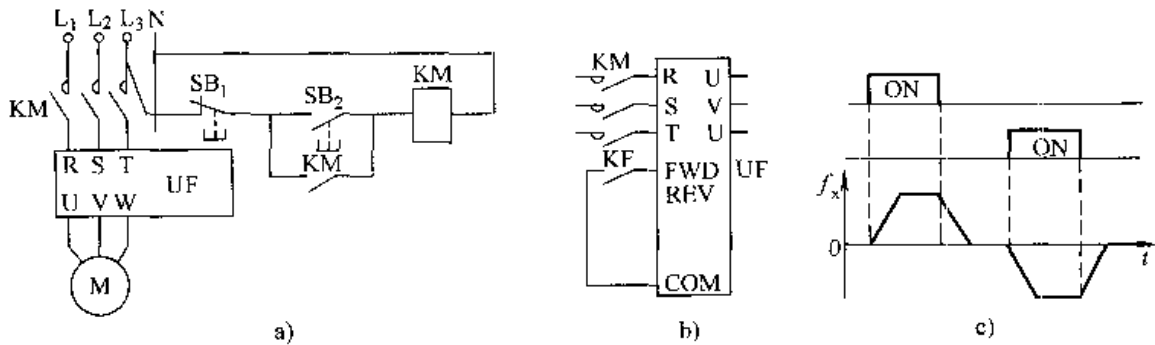 L₁ L₂ L₃ N
KM
SB₁
SB₂
KM
KM
R S T
UF
U V W
M
a)
KM
R U
S V
T U
KF
FWD UF
REV
COM
b)
ON
ON
fₓ
0
t
c)